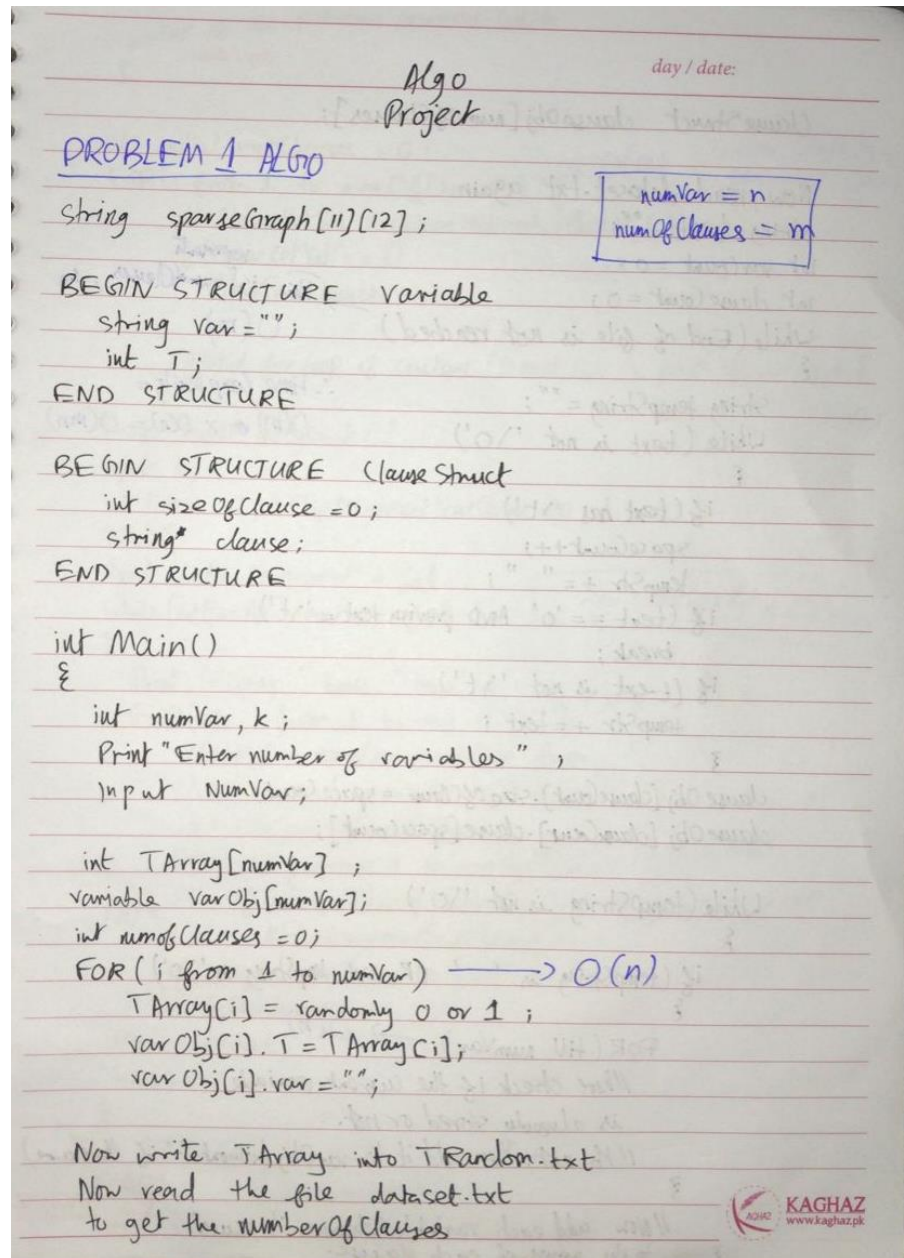 day / date:
Algo
Project
PROBLEM 1 ALGO
numVar = n
numOfClauses = m
string sparseGraph[11][12];
BEGIN STRUCTURE variable
string var = "";
int T;
END STRUCTURE
BEGIN STRUCTURE ClauseStruct
int sizeOfClause = 0;
string* clause;
END STRUCTURE
int Main()
{
int numVar, k;
Print "Enter number of variables" ;
Input NumVar;
int TArray[numVar] ;
variable varObj[numVar];
int numofClauses = 0;
FOR (i from 1 to numVar) ⟶ O(n)
TArray[i] = randomly 0 or 1 ;
varObj[i].T = TArray[i];
varObj[i].var = "";
Now write TArray into TRandom.txt
Now read the file dataset.txt
to get the numberOfClauses
KAGHAZ
www.kaghaz.pk